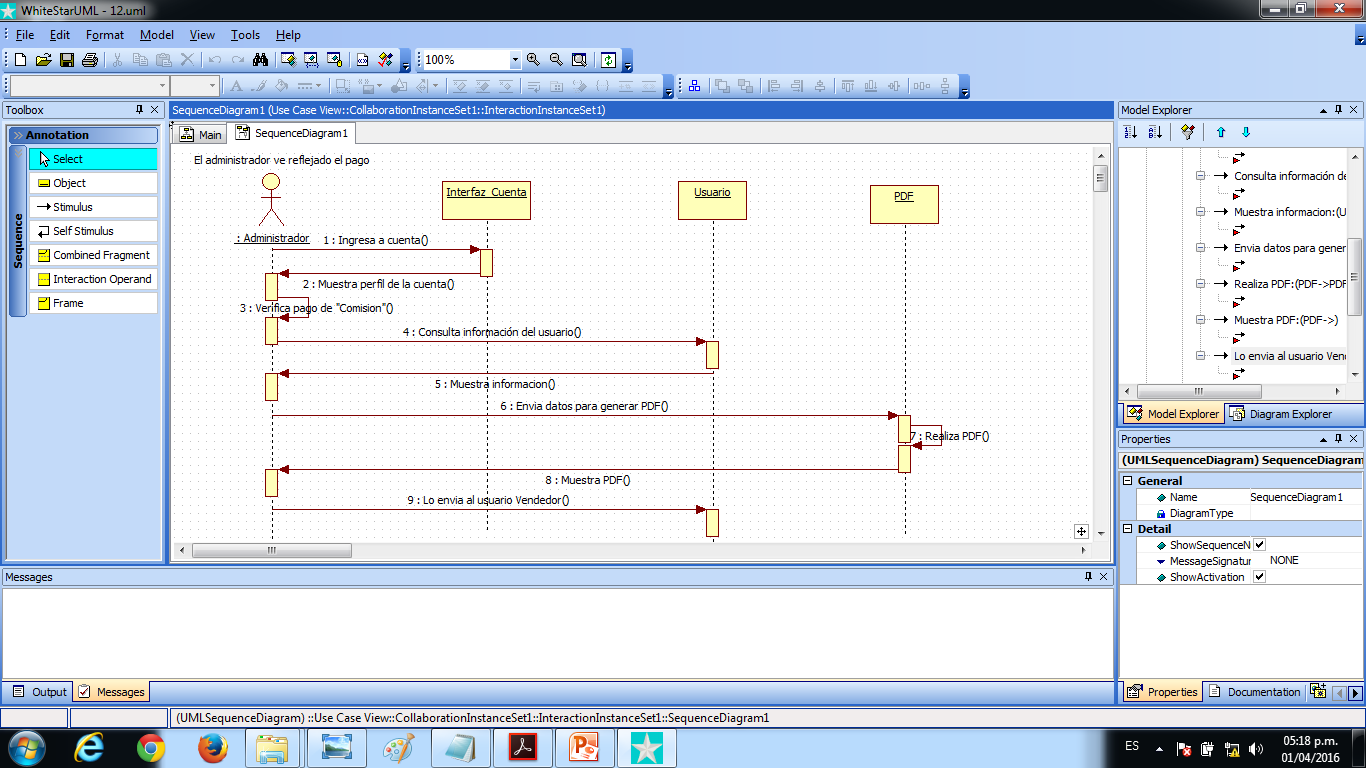 WhiteStarUML - 12.uml
File Edit Format Model View Tools Help
100%
Toolbox
Annotation
Sequence
Select
Object
Stimulus
Self Stimulus
Combined Fragment
Interaction Operand
Frame
SequenceDiagram1 (Use Case View::CollaborationInstanceSet1::InteractionInstanceSet1)
Main SequenceDiagram1
El administrador ve reflejado el pago
Interfaz_Cuenta
Usuario
PDF
: Administrador
1 : Ingresa a cuenta()
2 : Muestra perfil de la cuenta()
3 : Verifica pago de "Comision"()
4 : Consulta información del usuario()
5 : Muestra informacion()
6 : Envia datos para generar PDF()
7 : Realiza PDF()
8 : Muestra PDF()
9 : Lo envia al usuario Vendedor()
Model Explorer
Consulta información de
Muestra informacion:(U
Envia datos para gener
Realiza PDF:(PDF->PDF
Muestra PDF:(PDF->)
Lo envia al usuario Vend
Model Explorer Diagram Explorer
Properties
(UMLSequenceDiagram) SequenceDiagram
General
Name SequenceDiagram1
DiagramType
Detail
ShowSequenceN
MessageSignatur NONE
ShowActivation
Properties Documentation
Messages
Output Messages
(UMLSequenceDiagram) ::Use Case View::CollaborationInstanceSet1::InteractionInstanceSet1::SequenceDiagram1
ES
05:18 p.m.
01/04/2016